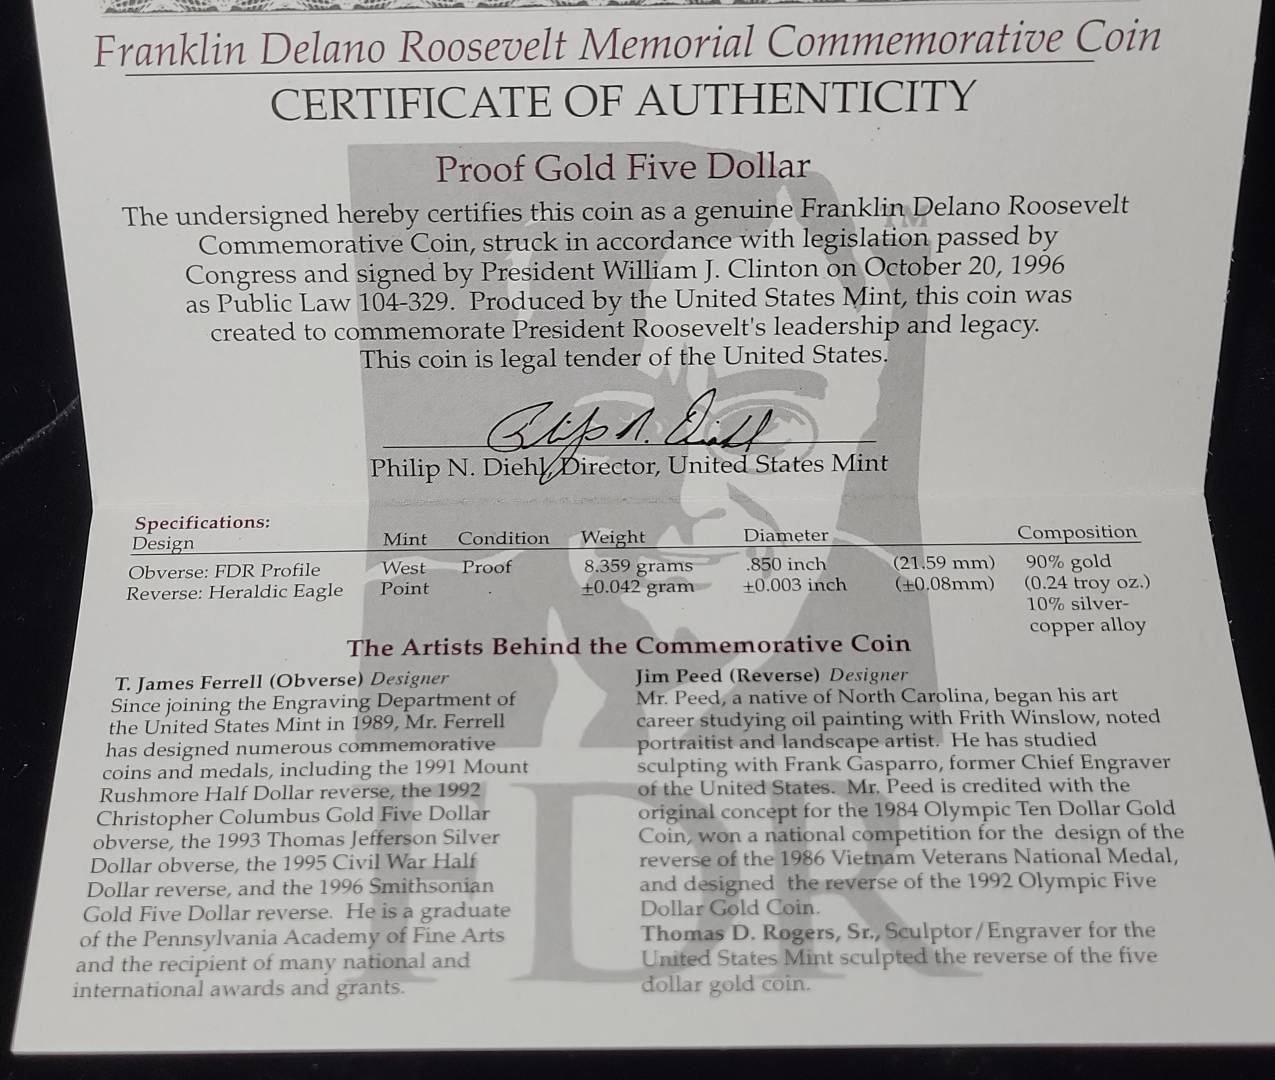 Franklin Delano Roosevelt Memorial Commemorative Coin
CERTIFICATE OF AUTHENTICITY
Proof Gold Five Dollar
The undersigned hereby certifies this coin as a genuine Franklin Delano Roosevelt
Commemorative Coin, struck in accordance with legislation passed by
Congress and signed by President William J. Clinton on October 20, 1996
as Public Law 104-329. Produced by the United States Mint, this coin was
created to commemorate President Roosevelt's leadership and legacy.
This coin is legal tender of the United States.
TM
Philip N. Diehl
Philip N. Diehl, Director, United States Mint
Specifications:
Design Mint Condition Weight Diameter Composition
Obverse: FDR Profile West Proof 8.359 grams .850 inch (21.59 mm) 90% gold
Reverse: Heraldic Eagle Point ±0.042 gram ±0.003 inch (±0.08mm) (0.24 troy oz.)
10% silver-
copper alloy
The Artists Behind the Commemorative Coin
T. James Ferrell (Obverse) Designer
Since joining the Engraving Department of
the United States Mint in 1989, Mr. Ferrell
has designed numerous commemorative
coins and medals, including the 1991 Mount
Rushmore Half Dollar reverse, the 1992
Christopher Columbus Gold Five Dollar
obverse, the 1993 Thomas Jefferson Silver
Dollar obverse, the 1995 Civil War Half
Dollar reverse, and the 1996 Smithsonian
Gold Five Dollar reverse. He is a graduate
of the Pennsylvania Academy of Fine Arts
and the recipient of many national and
international awards and grants.
Jim Peed (Reverse) Designer
Mr. Peed, a native of North Carolina, began his art
career studying oil painting with Frith Winslow, noted
portraitist and landscape artist. He has studied
sculpting with Frank Gasparro, former Chief Engraver
of the United States. Mr. Peed is credited with the
original concept for the 1984 Olympic Ten Dollar Gold
Coin, won a national competition for the design of the
reverse of the 1986 Vietnam Veterans National Medal,
and designed the reverse of the 1992 Olympic Five
Dollar Gold Coin.
Thomas D. Rogers, Sr., Sculptor/Engraver for the
United States Mint sculpted the reverse of the five
dollar gold coin.
FDR